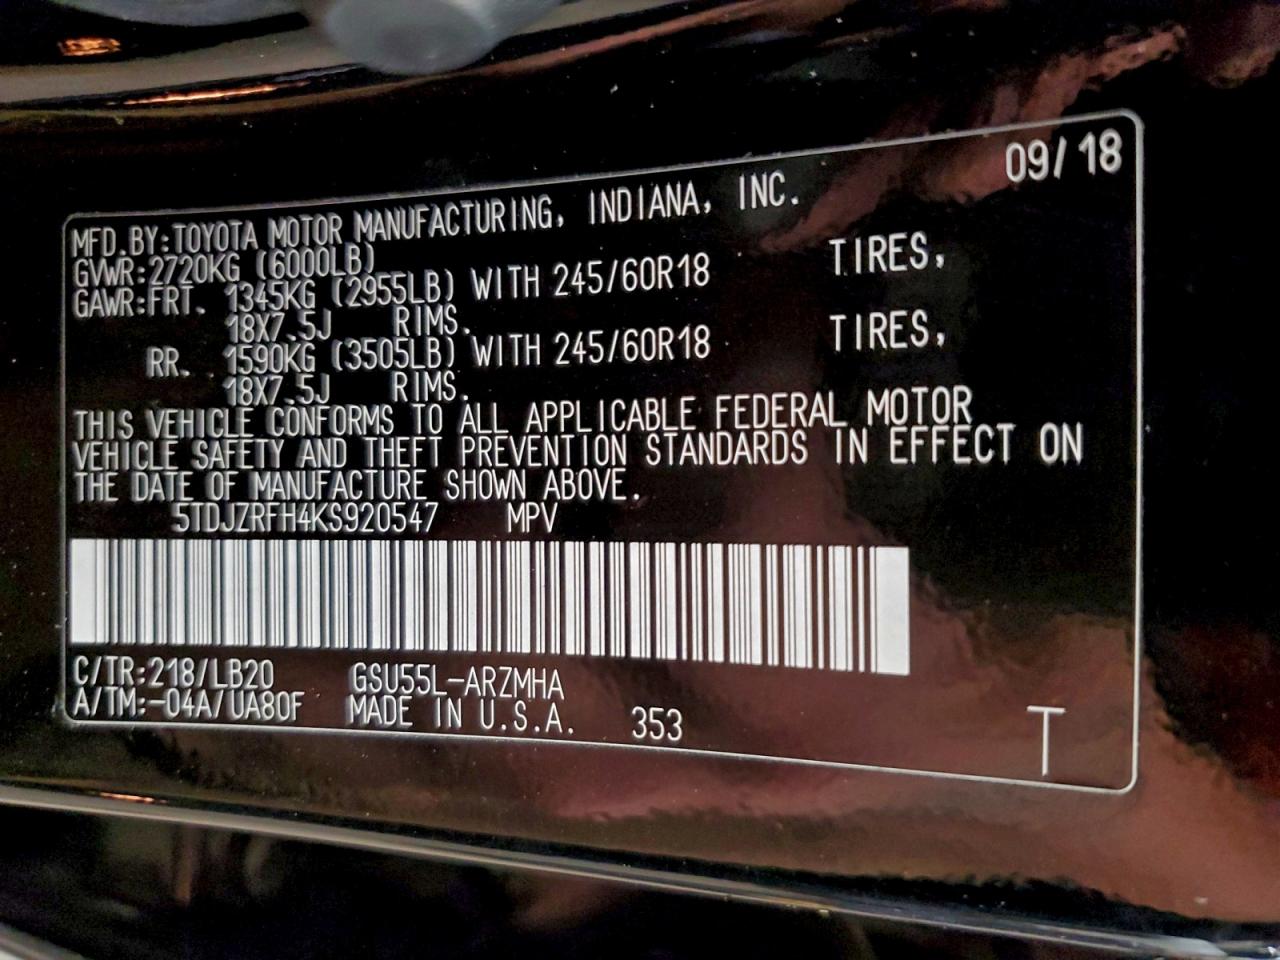 09/18
MFD.BY:TOYOTA MOTOR MANUFACTURING, INDIANA, INC.
GVWR:2720KG (6000LB)
GAWR:FRT. 1345KG (2955LB) WITH 245/60R18 TIRES,
18X7.5J RIMS.
RR. 1590KG (3505LB) WITH 245/60R18 TIRES,
18X7.5J RIMS.
THIS VEHICLE CONFORMS TO ALL APPLICABLE FEDERAL MOTOR
VEHICLE SAFETY AND THEFT PREVENTION STANDARDS IN EFFECT ON
THE DATE OF MANUFACTURE SHOWN ABOVE.
5TDJZRFH4KS920547 MPV
C/TR:218/LB20 GSU55L-ARZMHA
A/TM:-04A/UA80F MADE IN U.S.A. 353
T